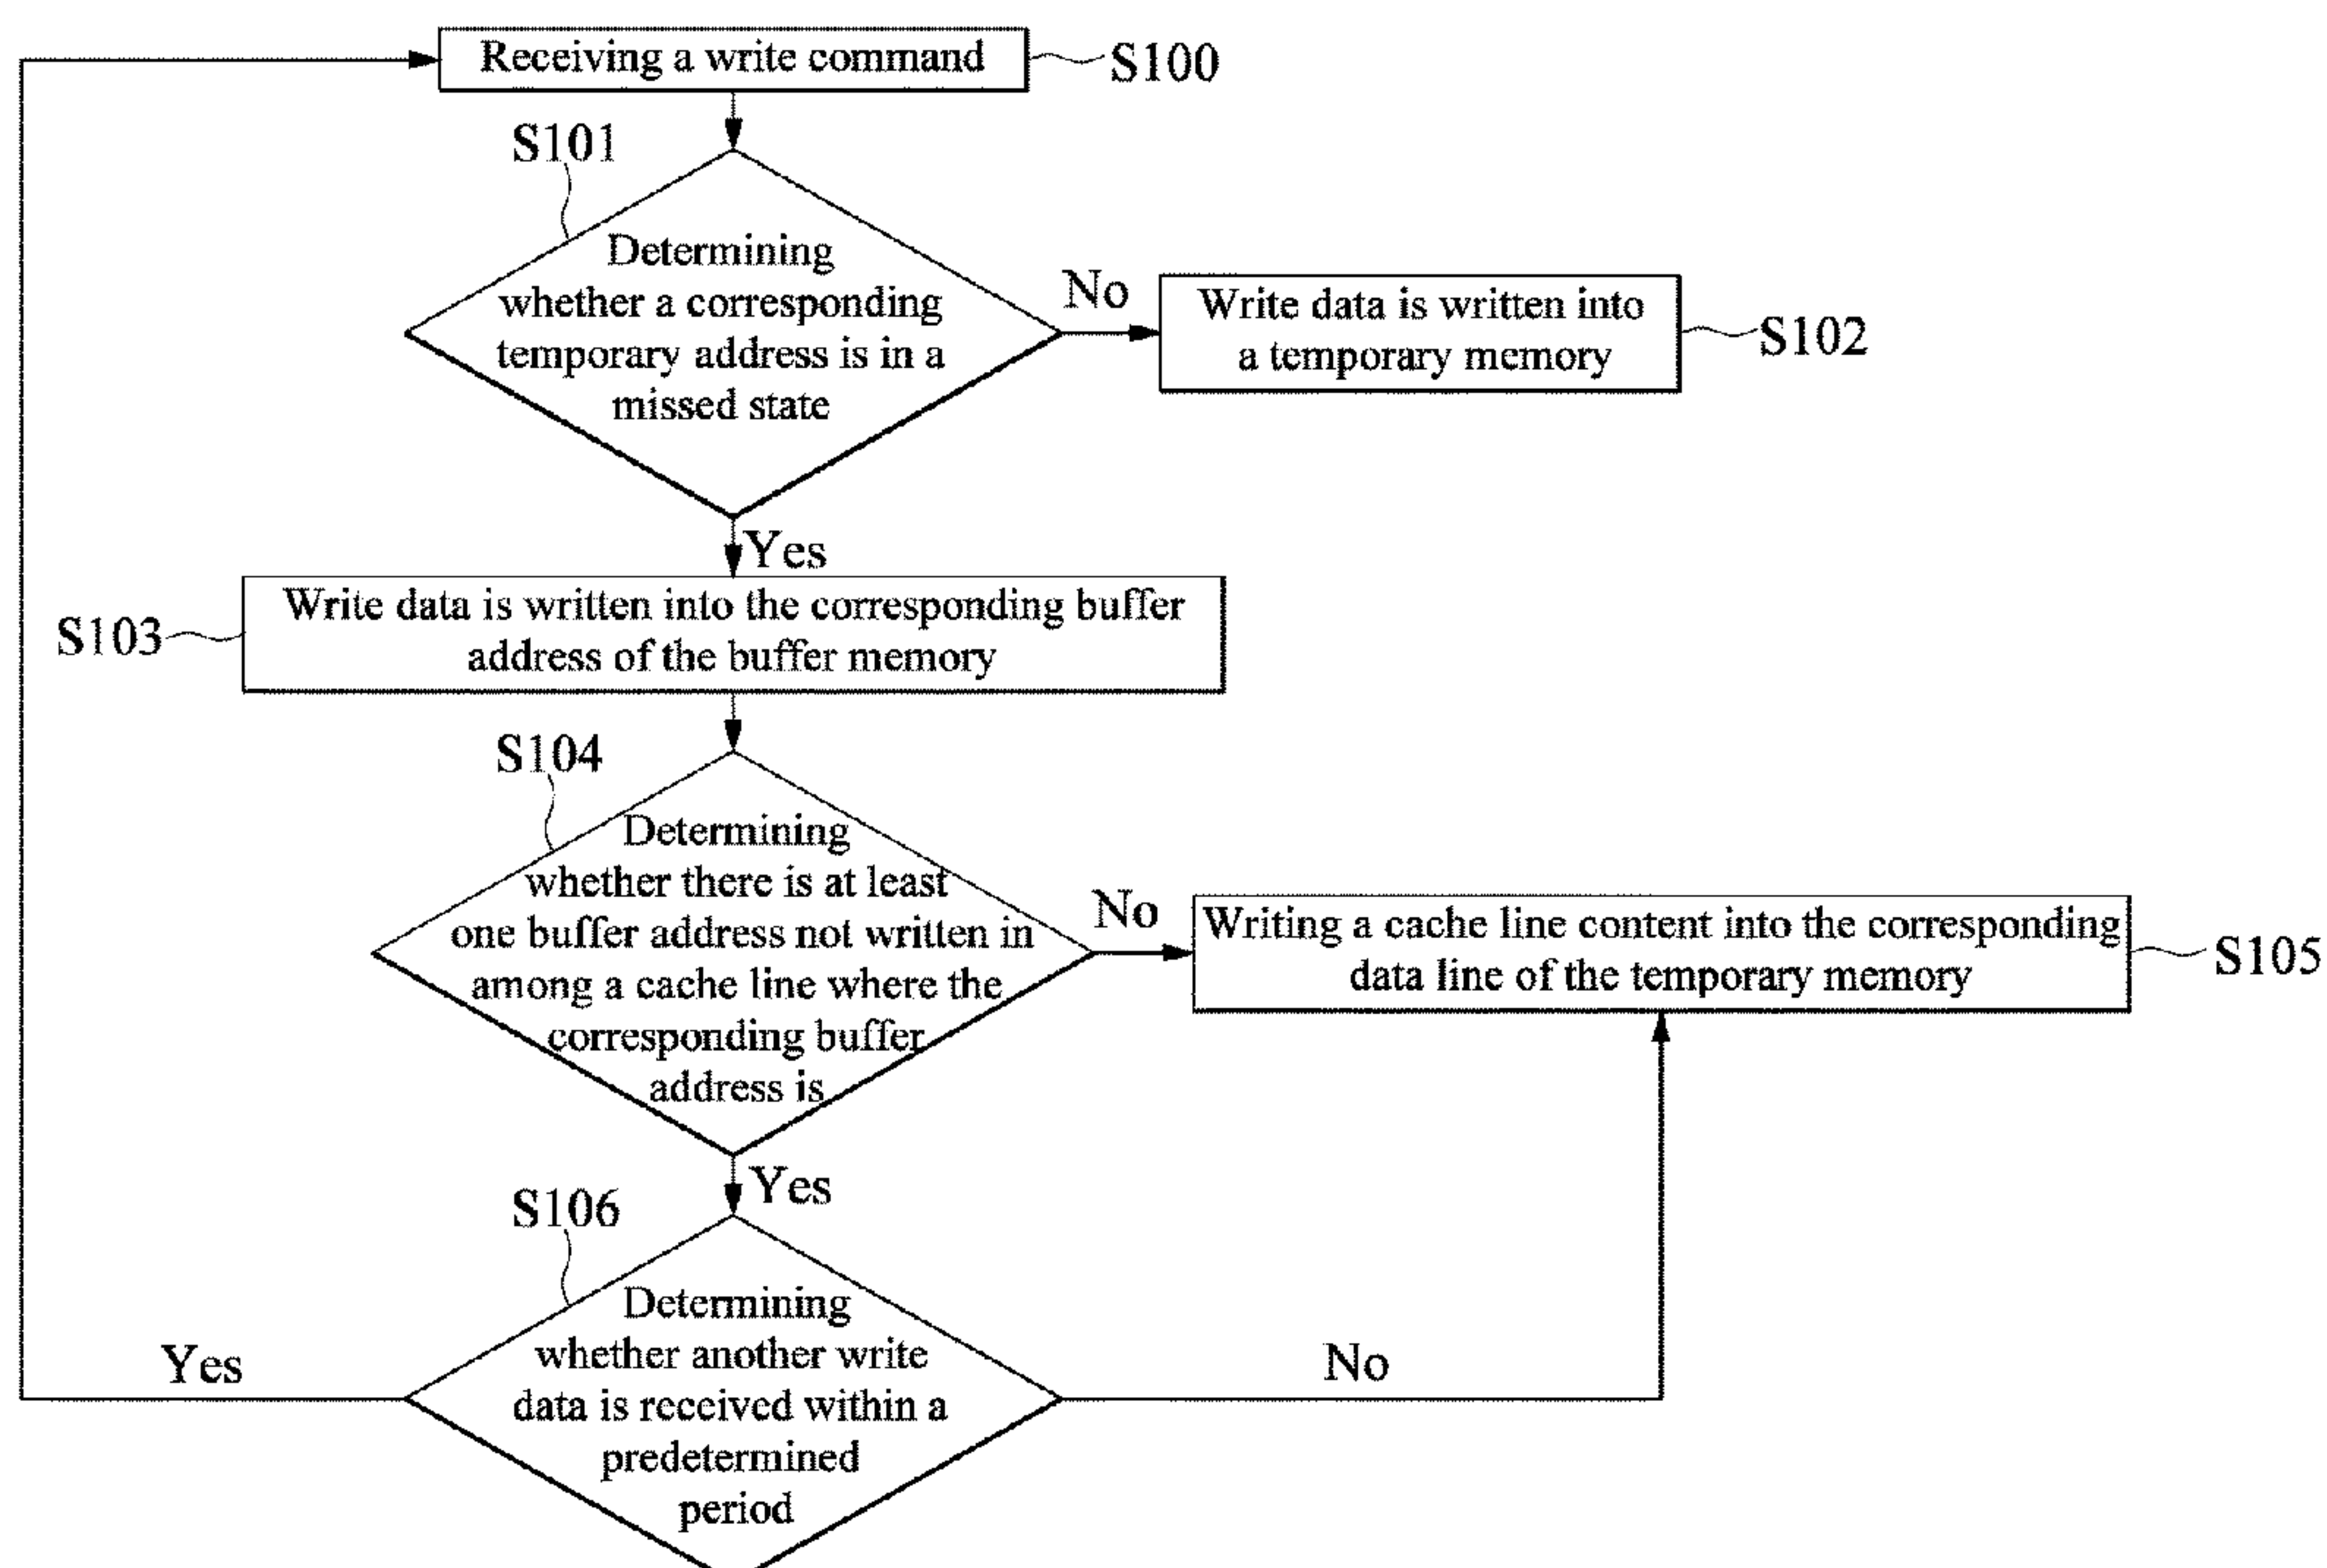 Receiving a write command
S100
S101
Determining
whether a corresponding
temporary address is in a
missed state
No
Write data is written into
a temporary memory
S102
Yes
Write data is written into the corresponding buffer
address of the buffer memory
S103
S104
Determining
whether there is at least
one buffer address not written in
among a cache line where the
corresponding buffer
address is
No
Writing a cache line content into the corresponding
data line of the temporary memory
S105
Yes
S106
Determining
whether another write
data is received within a
predetermined
period
Yes
No